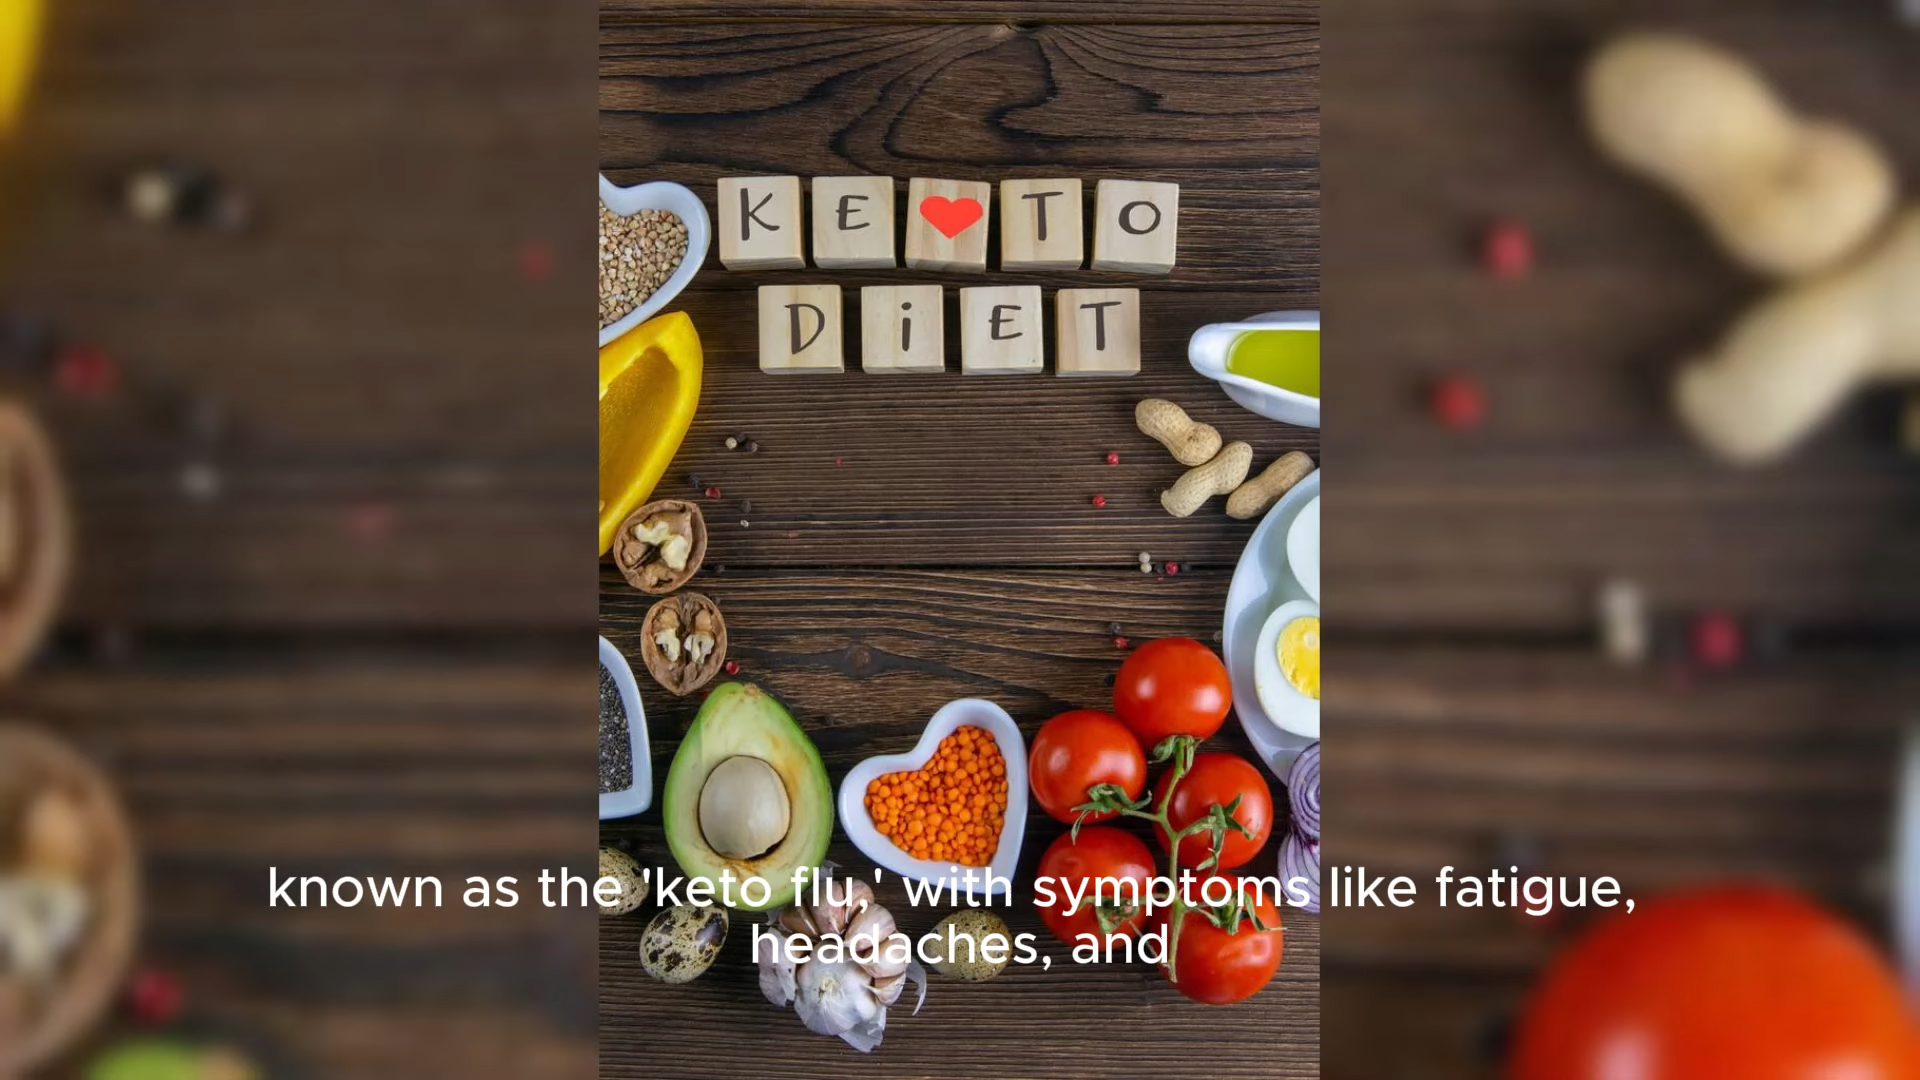 KE❤TO
DiET
known as the 'keto flu,' with symptoms like fatigue,
headaches, and